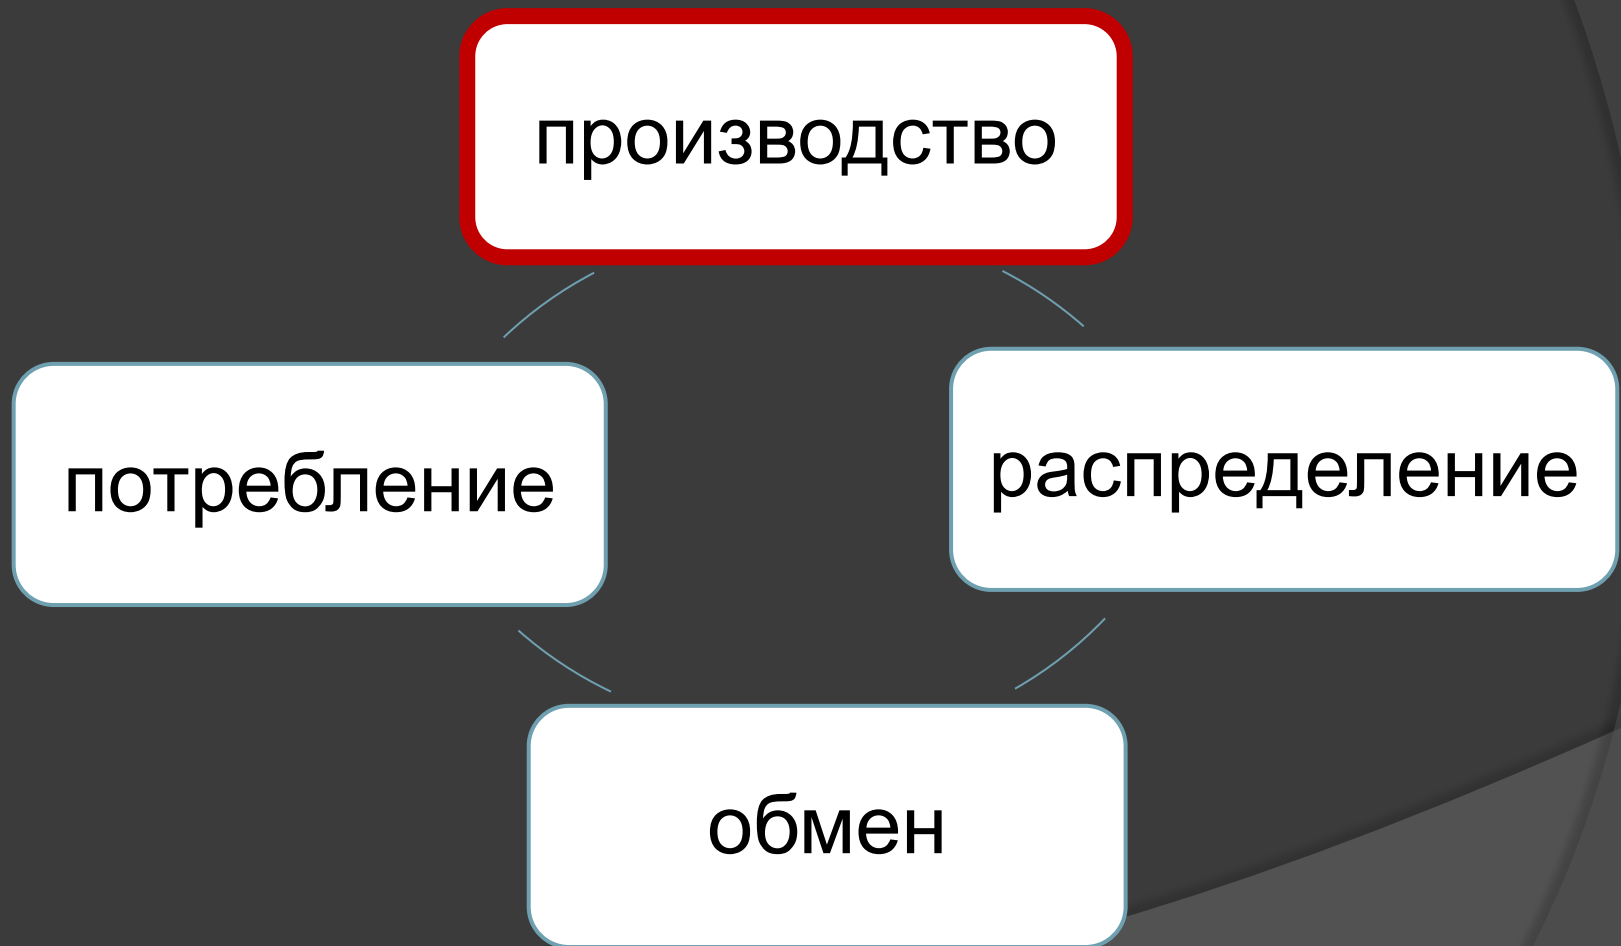 производство
потребление
распределение
обмен